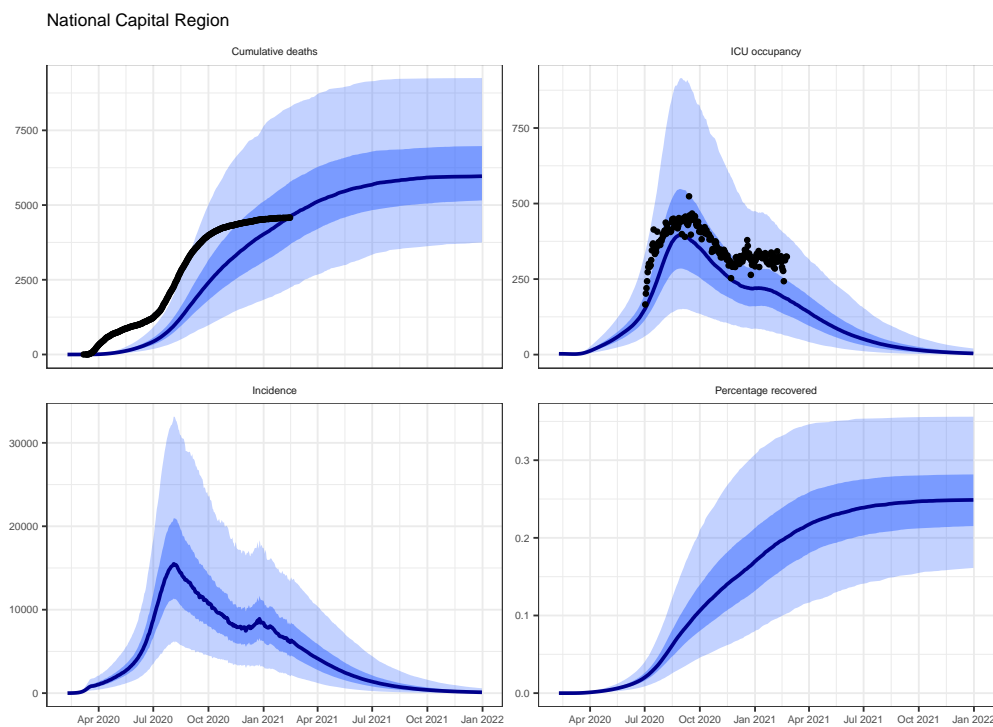 National Capital Region
Cumulative deaths
ICU occupancy
7500
5000
2500
0
750
500
250
0
Incidence
Percentage recovered
30000
20000
10000
0
0.3
0.2
0.1
0.0
Apr 2020 Jul 2020 Oct 2020 Jan 2021 Apr 2021 Jul 2021 Oct 2021 Jan 2022
Apr 2020 Jul 2020 Oct 2020 Jan 2021 Apr 2021 Jul 2021 Oct 2021 Jan 202